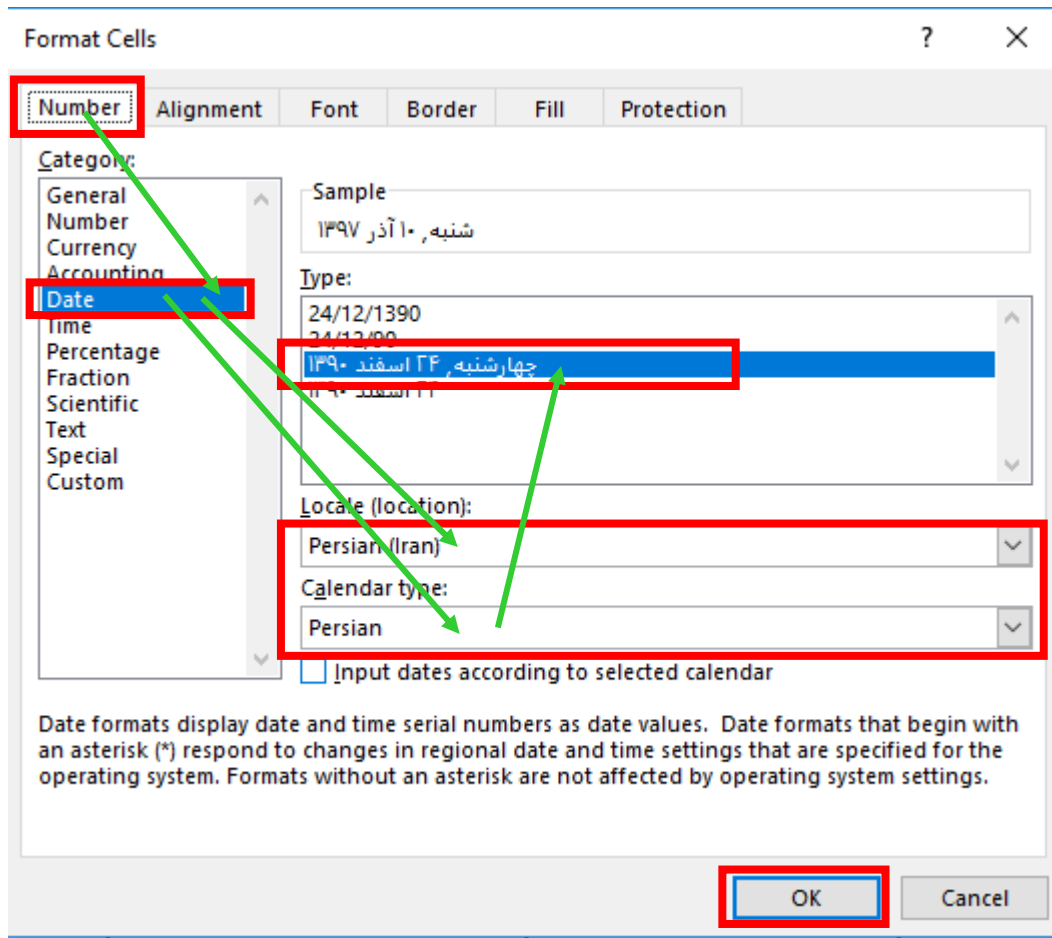 Format Cells
?
Number Alignment Font Border Fill Protection
Category:
General
Number
Currency
Accounting
Date
Time
Percentage
Fraction
Scientific
Text
Special
Custom
Sample
شنبه, ۱۰ آذر ۱۳۹۷
Type:
24/12/1390
24/12/90
چهارشنبه, ۲۴ اسفند ۱۳۹۰
۲۴ اسفند ۱۳۹۰
Locale (location):
Persian (Iran)
Calendar type:
Persian
Input dates according to selected calendar
Date formats display date and time serial numbers as date values. Date formats that begin with
an asterisk (*) respond to changes in regional date and time settings that are specified for the
operating system. Formats without an asterisk are not affected by operating system settings.
OK Cancel